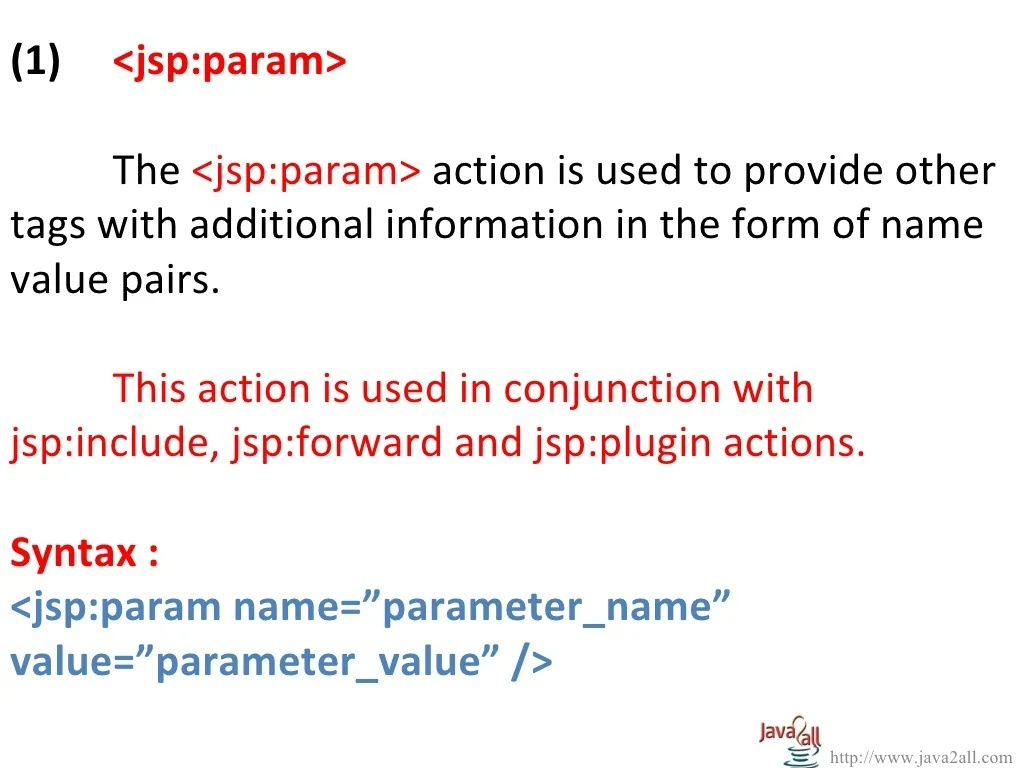 (1) <jsp:param>
The <jsp:param> action is used to provide other
tags with additional information in the form of name
value pairs.
This action is used in conjunction with
jsp:include, jsp:forward and jsp:plugin actions.
Syntax :
<jsp:param name=”parameter_name”
value=”parameter_value” />
Java2all
http://www.java2all.com